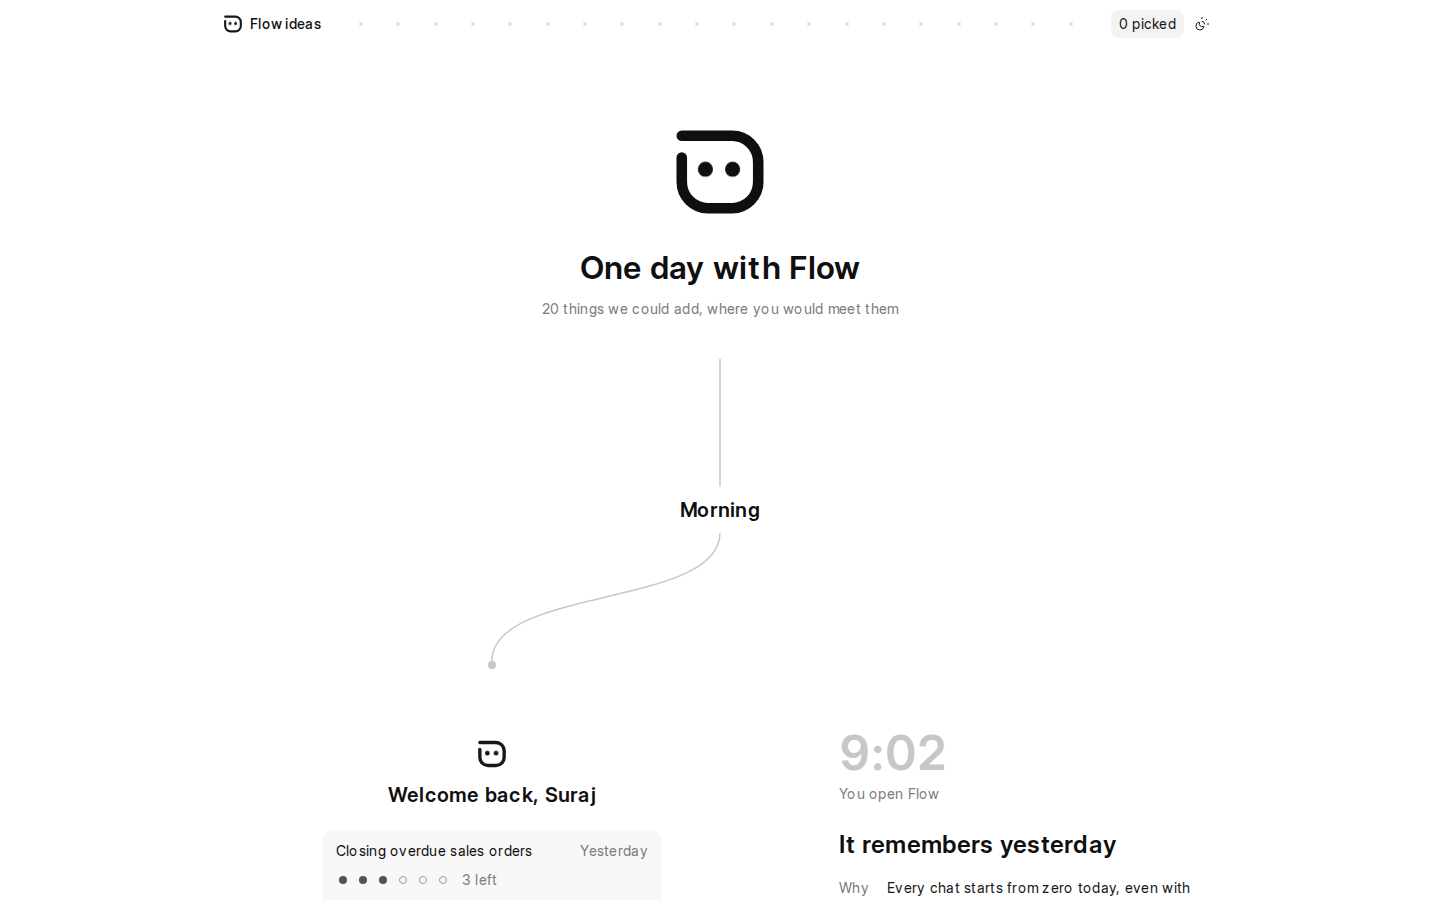 Flow ideas
0 picked
One day with Flow
20 things we could add, where you would meet them
Morning
Welcome back, Suraj
Closing overdue sales orders Yesterday
3 left
9:02
You open Flow
It remembers yesterday
Why Every chat starts from zero today, even with